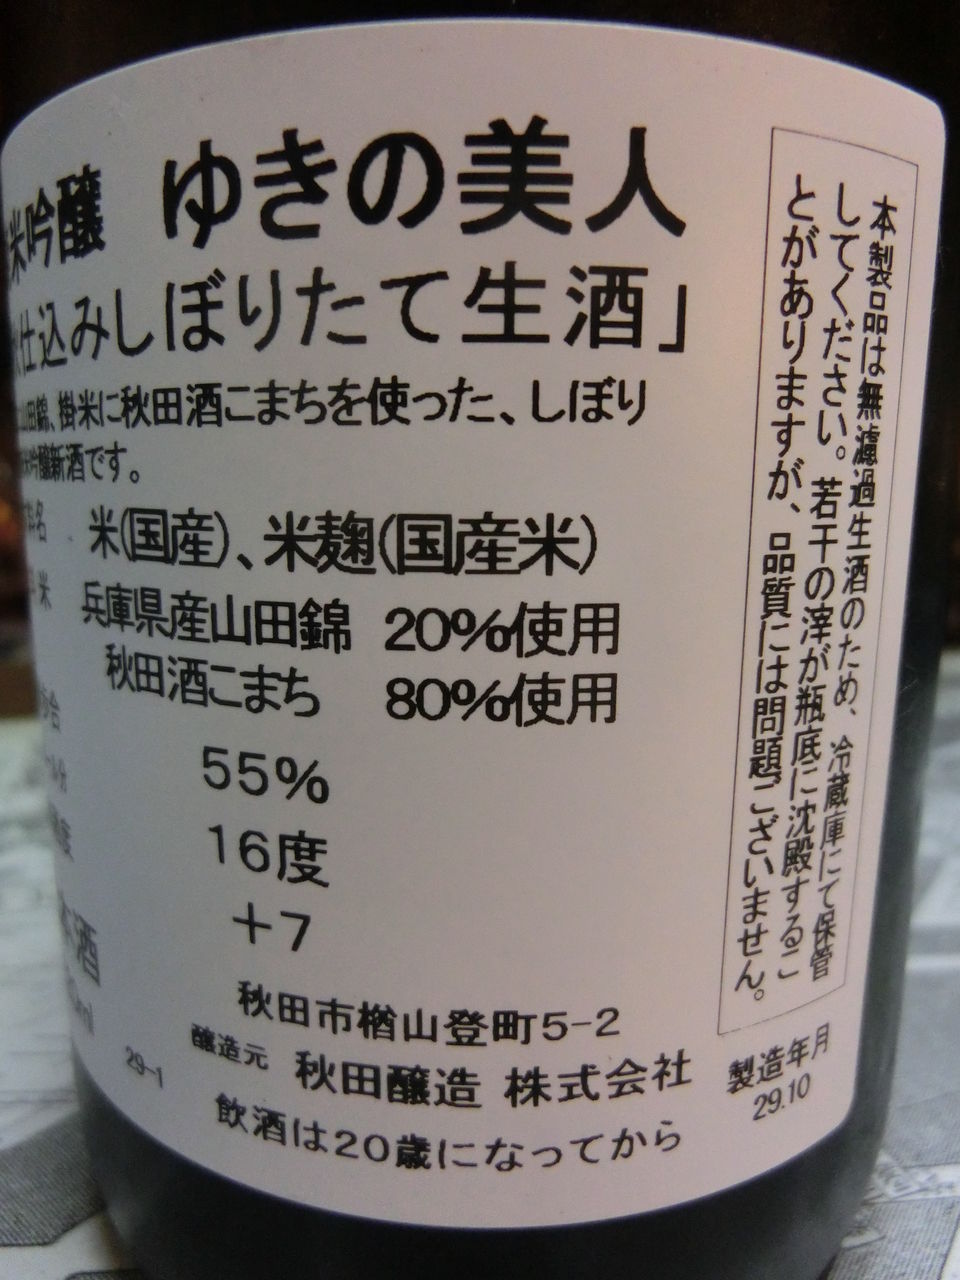 米吟醸 ゆきの美人
仕込みしぼりたて生酒」
山田錦、掛米に秋田酒こまちを使った、しぼり
吟醸新酒です。
名 米(国産)、米麹(国産米)
米 兵庫県産山田錦 20%使用
秋田酒こまち 80%使用
合 55%
分 16度
度 +7
酒
ml
秋田市楢山登町5-2
29-1 醸造元 秋田醸造 株式会社
飲酒は20歳になってから
本製品は無濾過生酒のため、冷蔵庫にて保管
してください。若干の滓が瓶底に沈殿するこ
とがありますが、品質には問題ございません。
製造年月
29.10